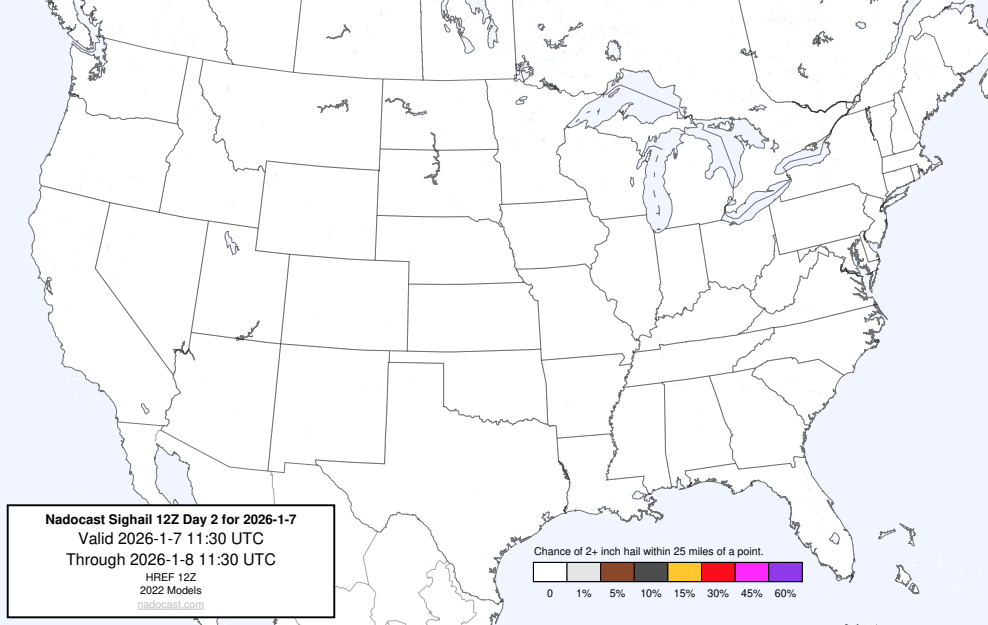 Nadocast Sighail 12Z Day 2 for 2026-1-7
Valid 2026-1-7 11:30 UTC
Through 2026-1-8 11:30 UTC
HREF 12Z
2022 Models
nadocast.com
Chance of 2+ inch hail within 25 miles of a point.
0 1% 5% 10% 15% 30% 45% 60%